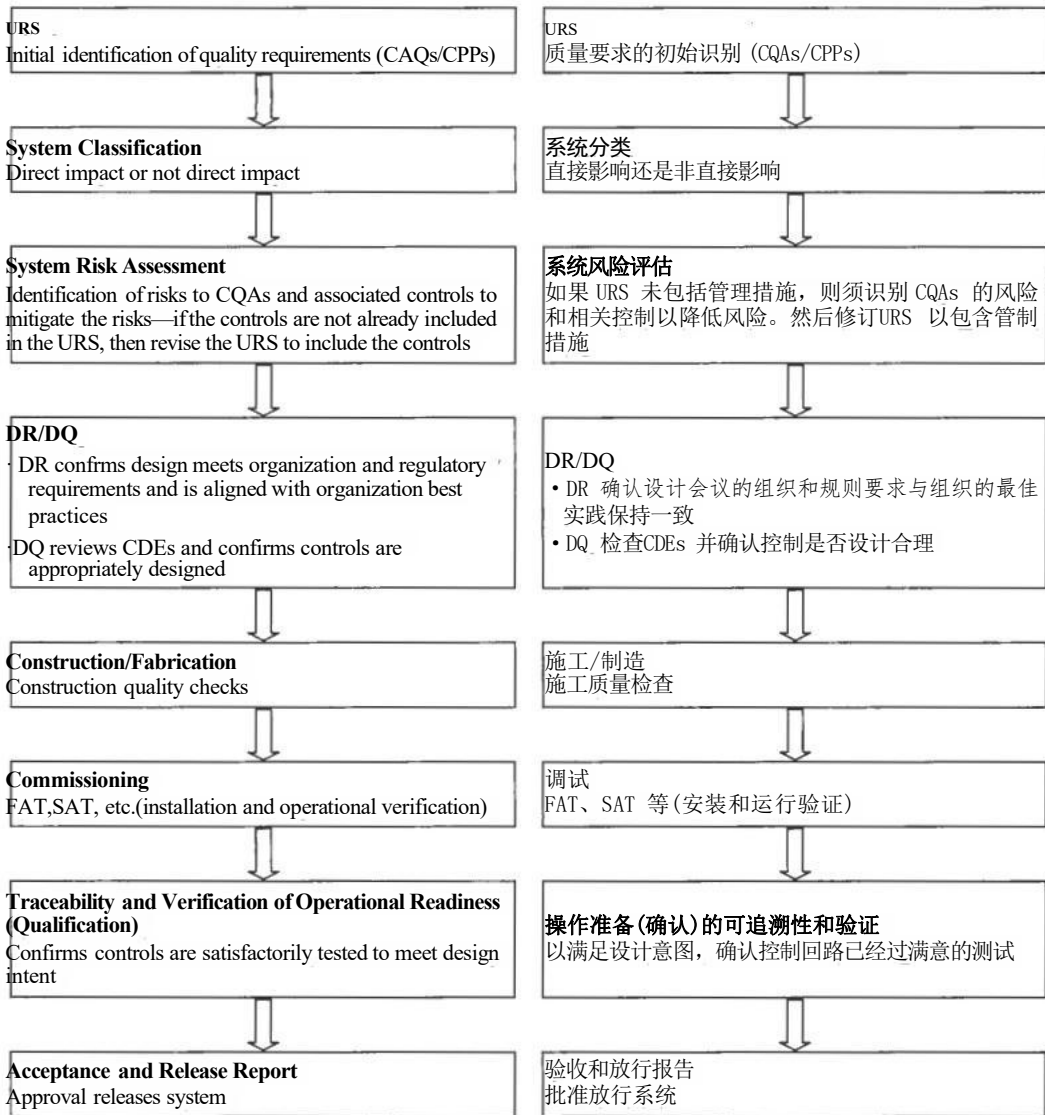 URS
Initial identification of quality requirements (CAQs/CPPs)
System Classification
Direct impact or not direct impact
System Risk Assessment
Identification of risks to CQAs and associated controls to
mitigate the risks—if the controls are not already included
in the URS, then revise the URS to include the controls
DR/DQ
· DR confrms design meets organization and regulatory
requirements and is aligned with organization best
practices
·DQ reviews CDEs and confirms controls are
appropriately designed
Construction/Fabrication
Construction quality checks
Commissioning
FAT,SAT, etc.(installation and operational verification)
Traceability and Verification of Operational Readiness
(Qualification)
Confirms controls are satisfactorily tested to meet design
intent
Acceptance and Release Report
Approval releases system
URS
质量要求的初始识别 (CQAs/CPPs)
系统分类
直接影响还是非直接影响
系统风险评估
如果 URS 未包括管理措施，则须识别 CQAs 的风险
和相关控制以降低风险。然后修订URS 以包含管制
措施
DR/DQ
• DR 确认设计会议的组织和规则要求与组织的最佳
实践保持一致
• DQ 检查CDEs 并确认控制是否设计合理
施工/制造
施工质量检查
调试
FAT、SAT 等(安装和运行验证)
操作准备(确认)的可追溯性和验证
以满足设计意图，确认控制回路已经过满意的测试
验收和放行报告
批准放行系统